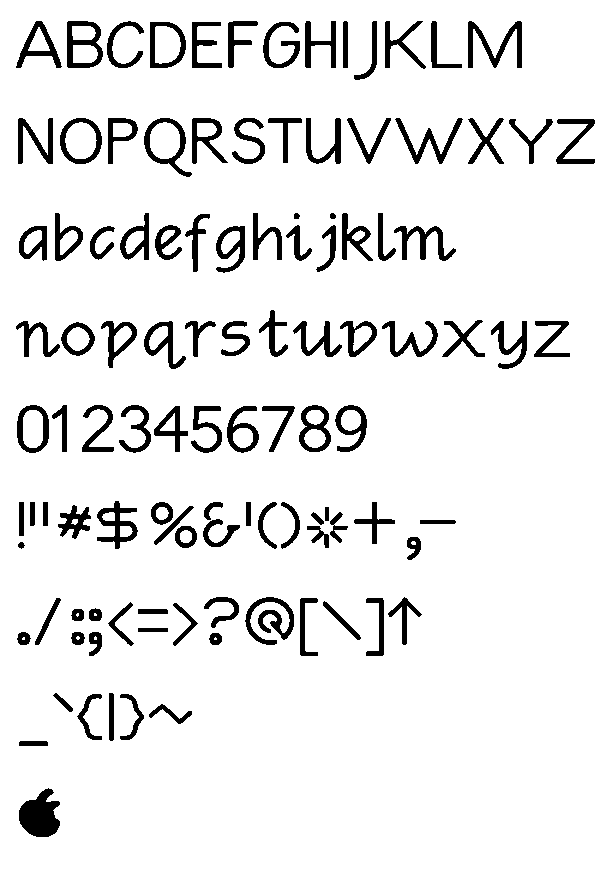 ABCDEFGHIJKLM
NOPQRSTUVWXYZ
abcdefghijklm
nopqrstuvwxyz
0123456789
!"#$%&'()*+,-
./:;<=>?@[\]↑
_`{|}~